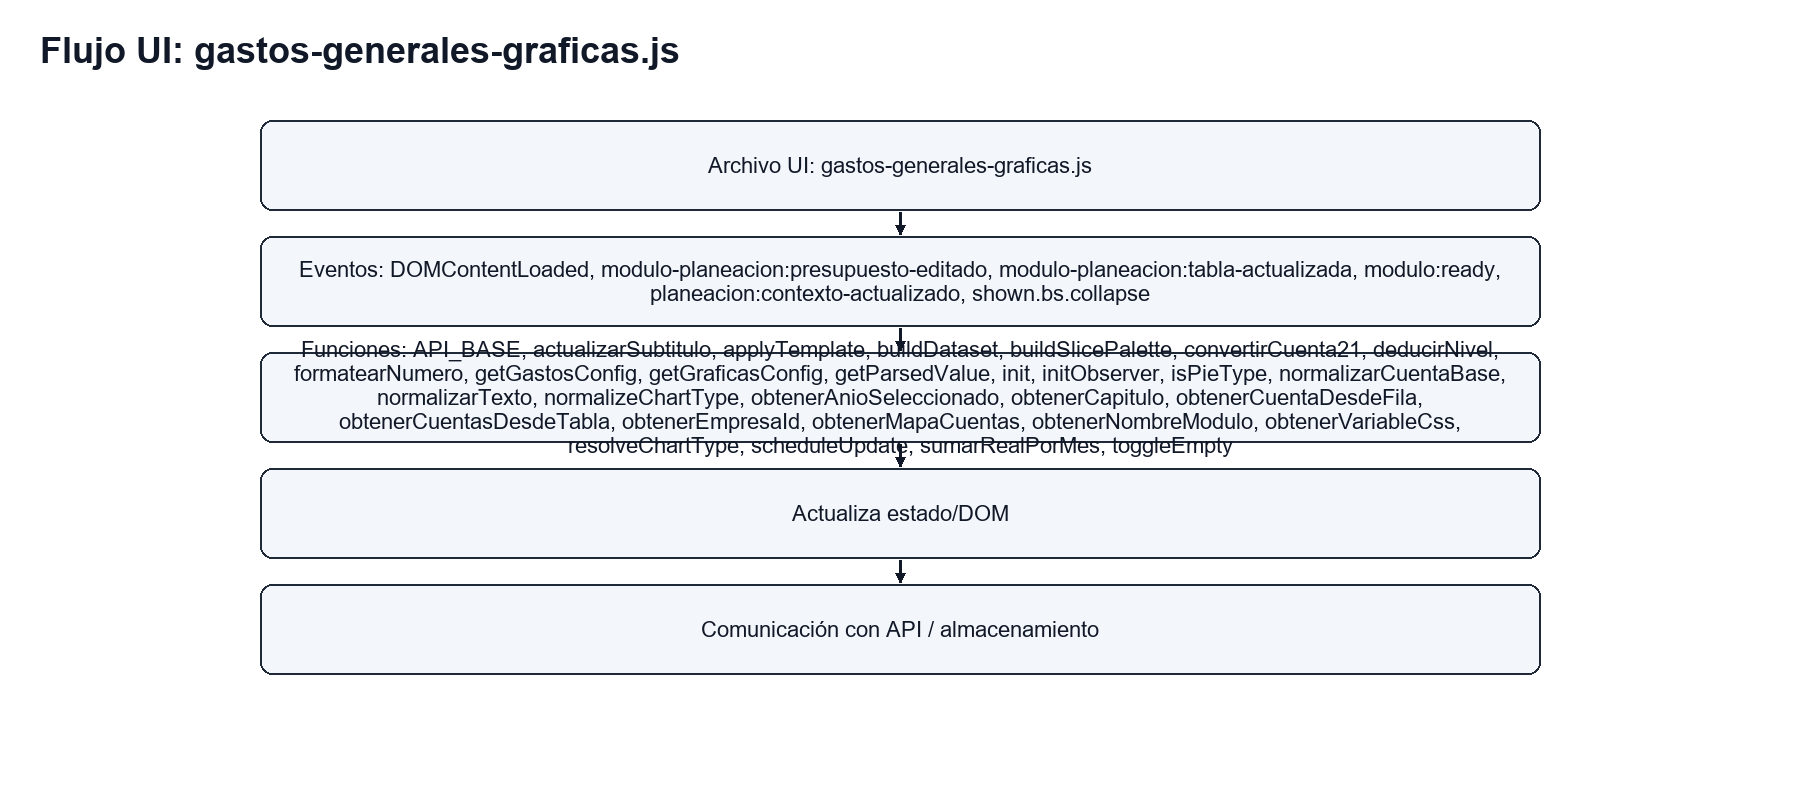 Flujo UI: gastos-generales-graficas.js
Archivo UI: gastos-generales-graficas.js
Eventos: DOMContentLoaded, modulo-planeacion:presupuesto-editado, modulo-planeacion:tabla-actualizada, modulo:ready,
planeacion:contexto-actualizado, shown.bs.collapse
Funciones: API_BASE, actualizarSubtitulo, applyTemplate, buildDataset, buildSlicePalette, convertirCuenta21, deducirNivel,
formatearNumero, getGastosConfig, getGraficasConfig, getParsedValue, init, initObserver, isPieType, normalizarCuentaBase,
normalizarTexto, normalizeChartType, obtenerAnioSeleccionado, obtenerCapitulo, obtenerCuentaDesdeFila,
obtenerCuentasDesdeTabla, obtenerEmpresaId, obtenerMapaCuentas, obtenerNombreModulo, obtenerVariableCss,
resolveChartType, scheduleUpdate, sumarRealPorMes, toggleEmpty
Actualiza estado/DOM
Comunicación con API / almacenamiento